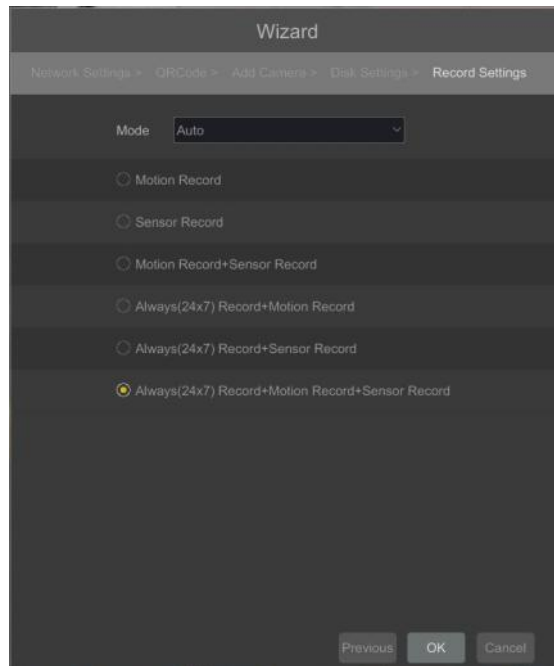 Wizard
Network Settings > QRCode > Add Camera > Disk Settings > Record Settings
Mode Auto
Motion Record
Sensor Record
Motion Record+Sensor Record
Always(24x7) Record+Motion Record
Always(24x7) Record+Sensor Record
Always(24x7) Record+Motion Record+Sensor Record
Previous OK Cancel